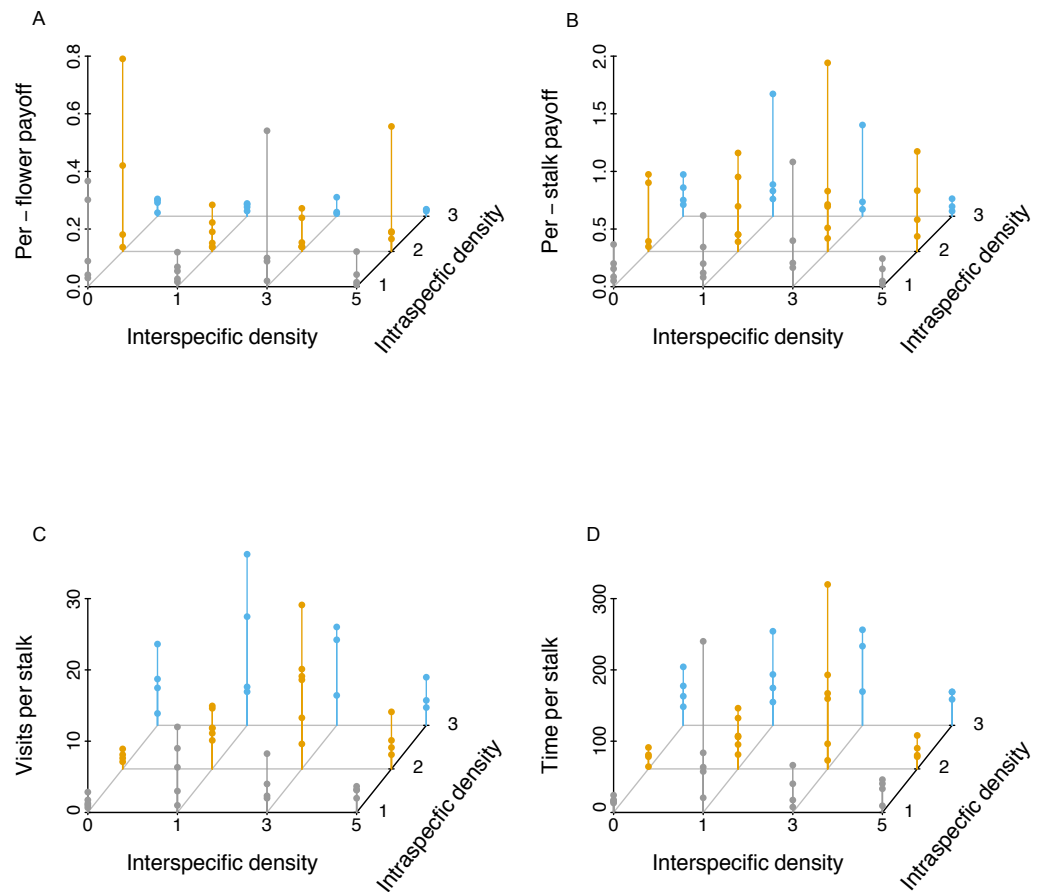 A
Per – flower payoff
0.0
0.2
0.4
0.6
0.8
0
1
3
5
Interspecific density
1
2
3
Intraspecific density
B
Per – stalk payoff
0.0
0.5
1.0
1.5
2.0
0
1
3
5
Interspecific density
1
2
3
Intraspecific density
C
Visits per stalk
0
10
20
30
0
1
3
5
Interspecific density
1
2
3
Intraspecific density
D
Time per stalk
0
100
200
300
0
1
3
5
Interspecific density
1
2
3
Intraspecific density